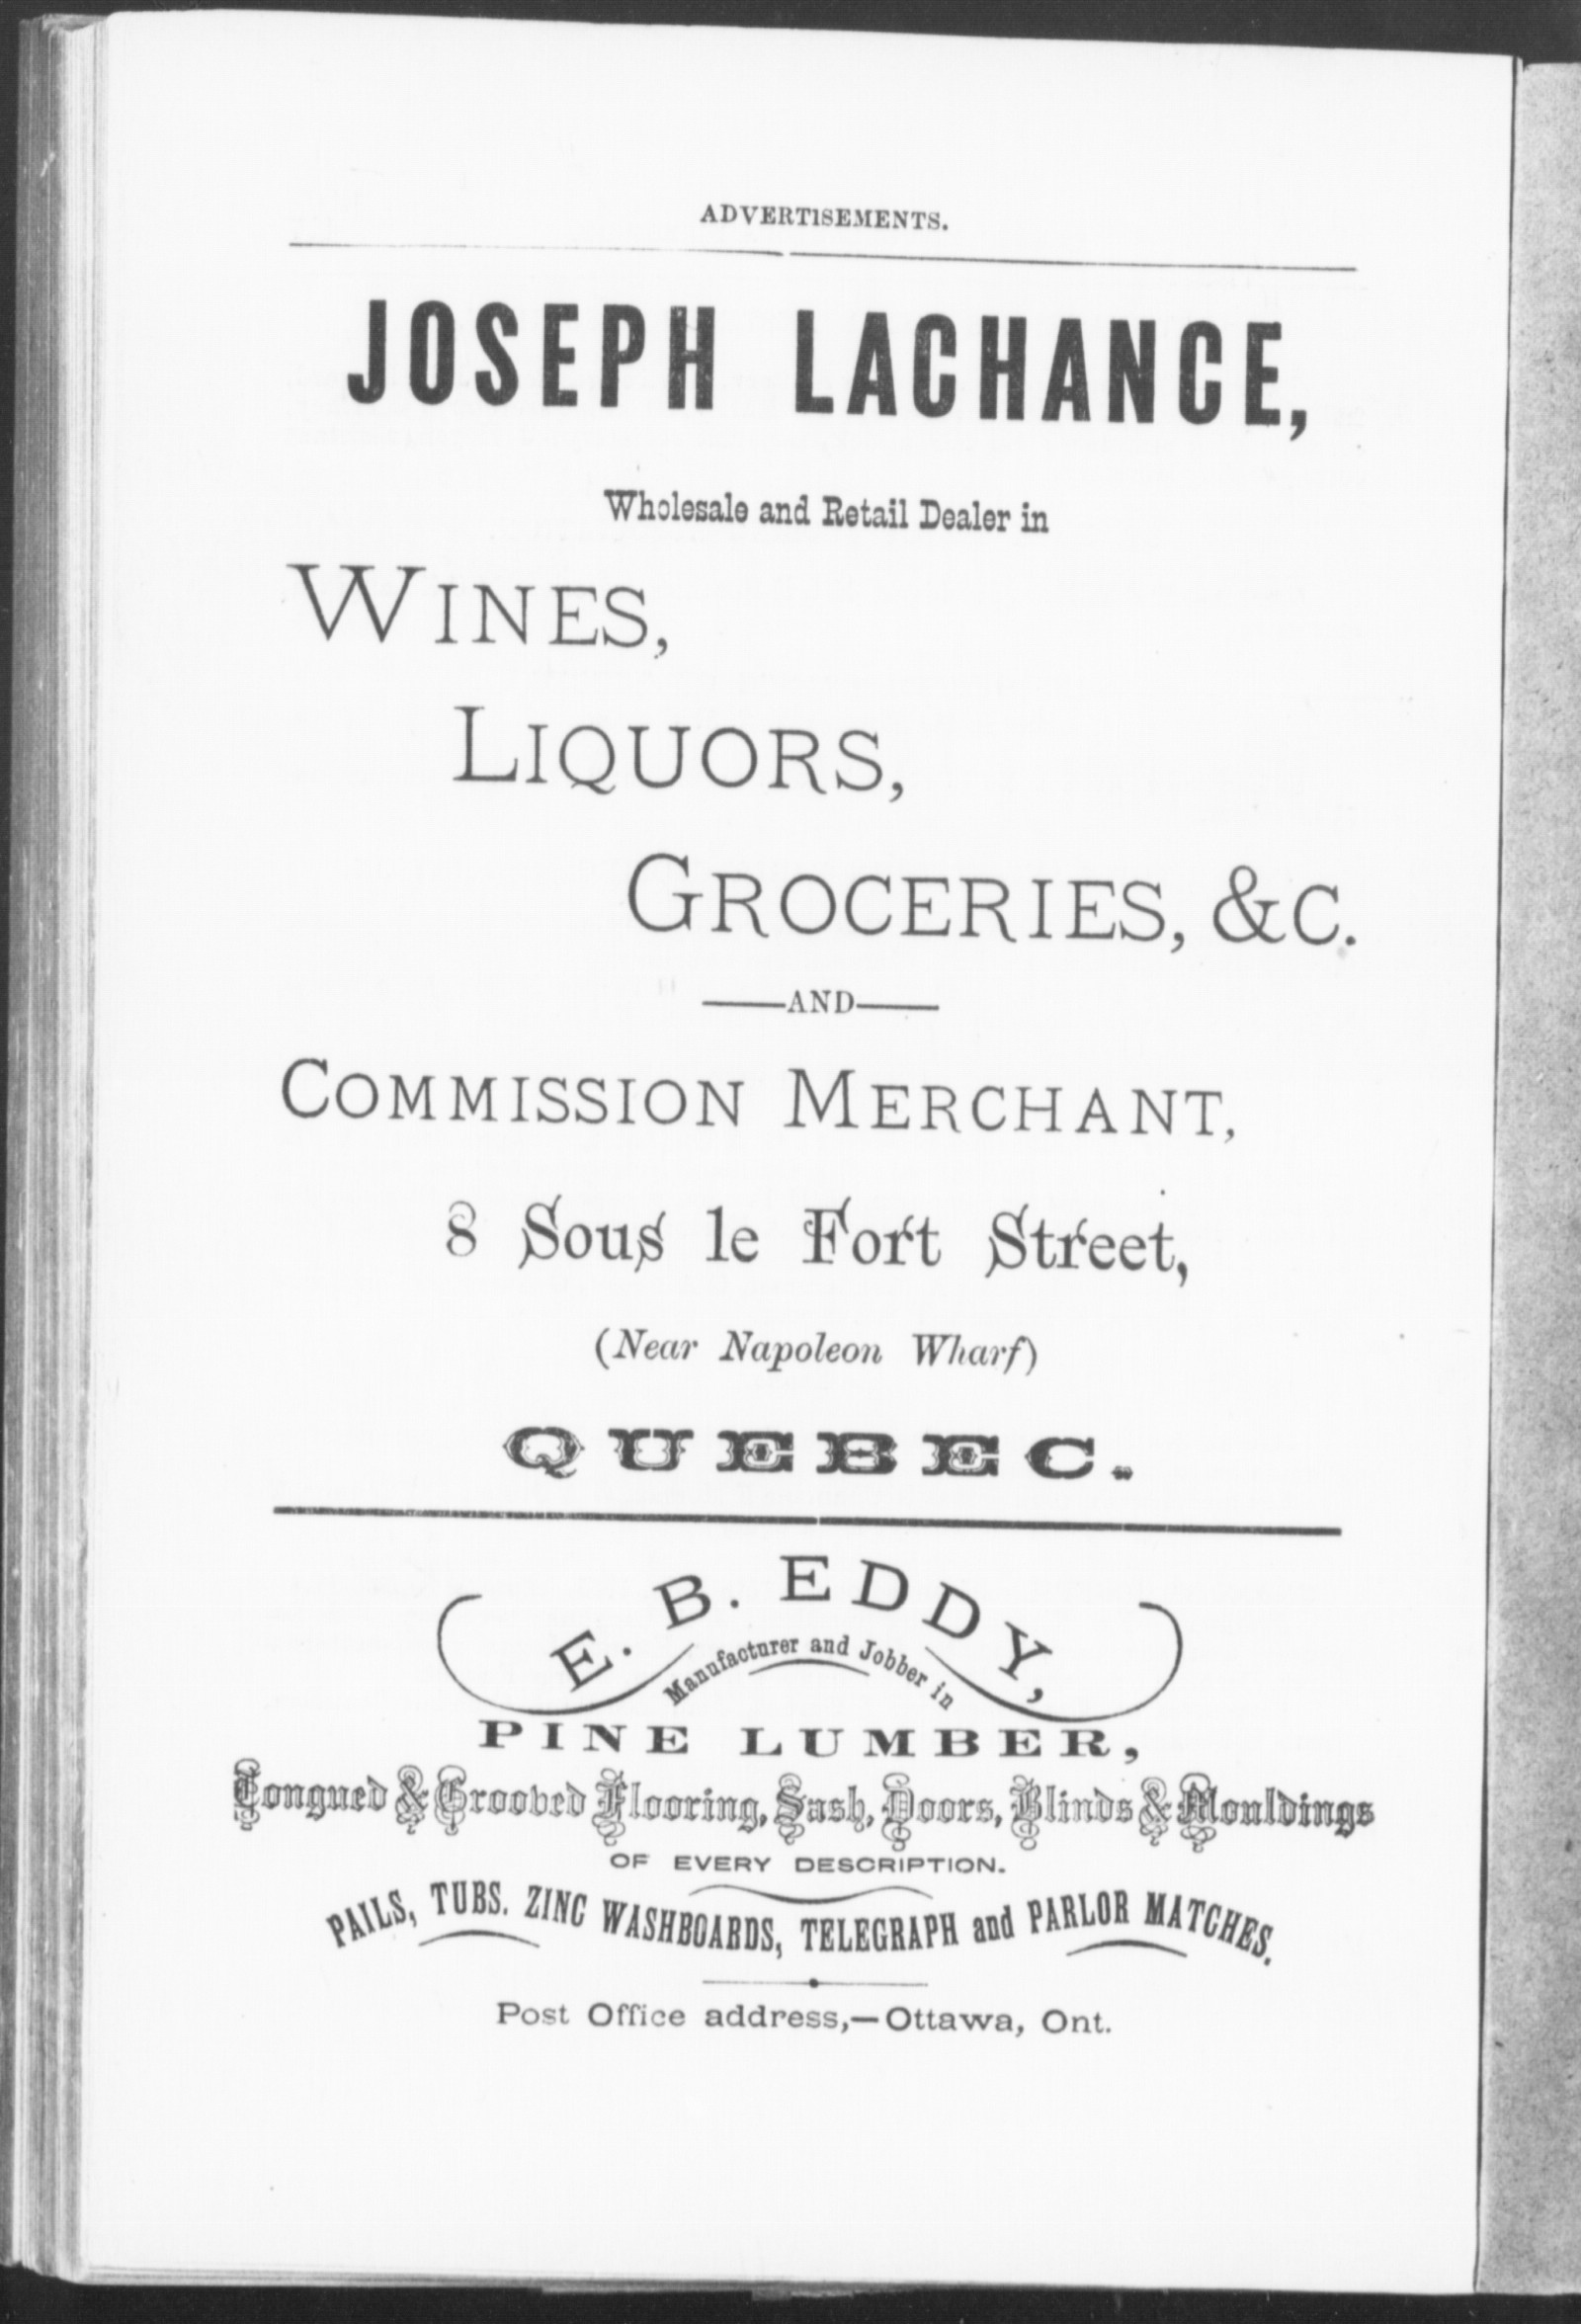 ADVERTISEMENTS.
JOSEPH LACHANCE,
Wholesale and Retail Dealer in
WINES,
LIQUORS,
GROCERIES, &C.
——AND——
COMMISSION MERCHANT,
8 Sous le Fort Street,
(Near Napoleon Wharf)
QUEBEC.
E. B. EDDY,
Manufacturer and Jobber in
PINE LUMBER,
Tongued & Grooved Flooring, Sash, Doors, Blinds & Mouldings
OF EVERY DESCRIPTION.
PAILS, TUBS. ZINC WASHBOARDS, TELEGRAPH and PARLOR MATCHES.
Post Office address,—Ottawa, Ont.